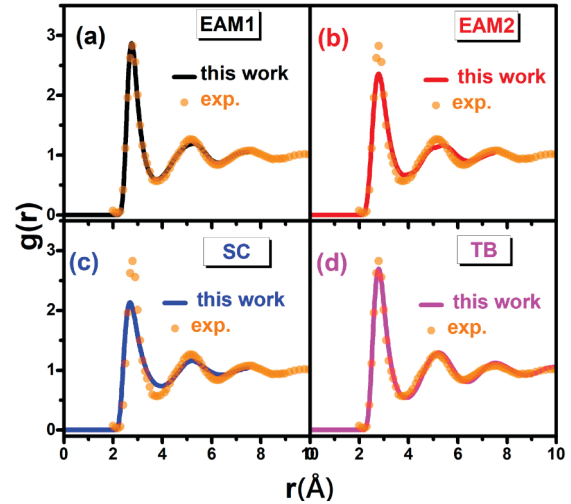 (a) EAM1
this work
exp.
(b) EAM2
this work
exp.
3
2
1
0
g(r)
(c) SC
this work
exp.
(d) TB
this work
exp.
3
2
1
0
0 2 4 6 8 10
0 2 4 6 8 10
r(Å)